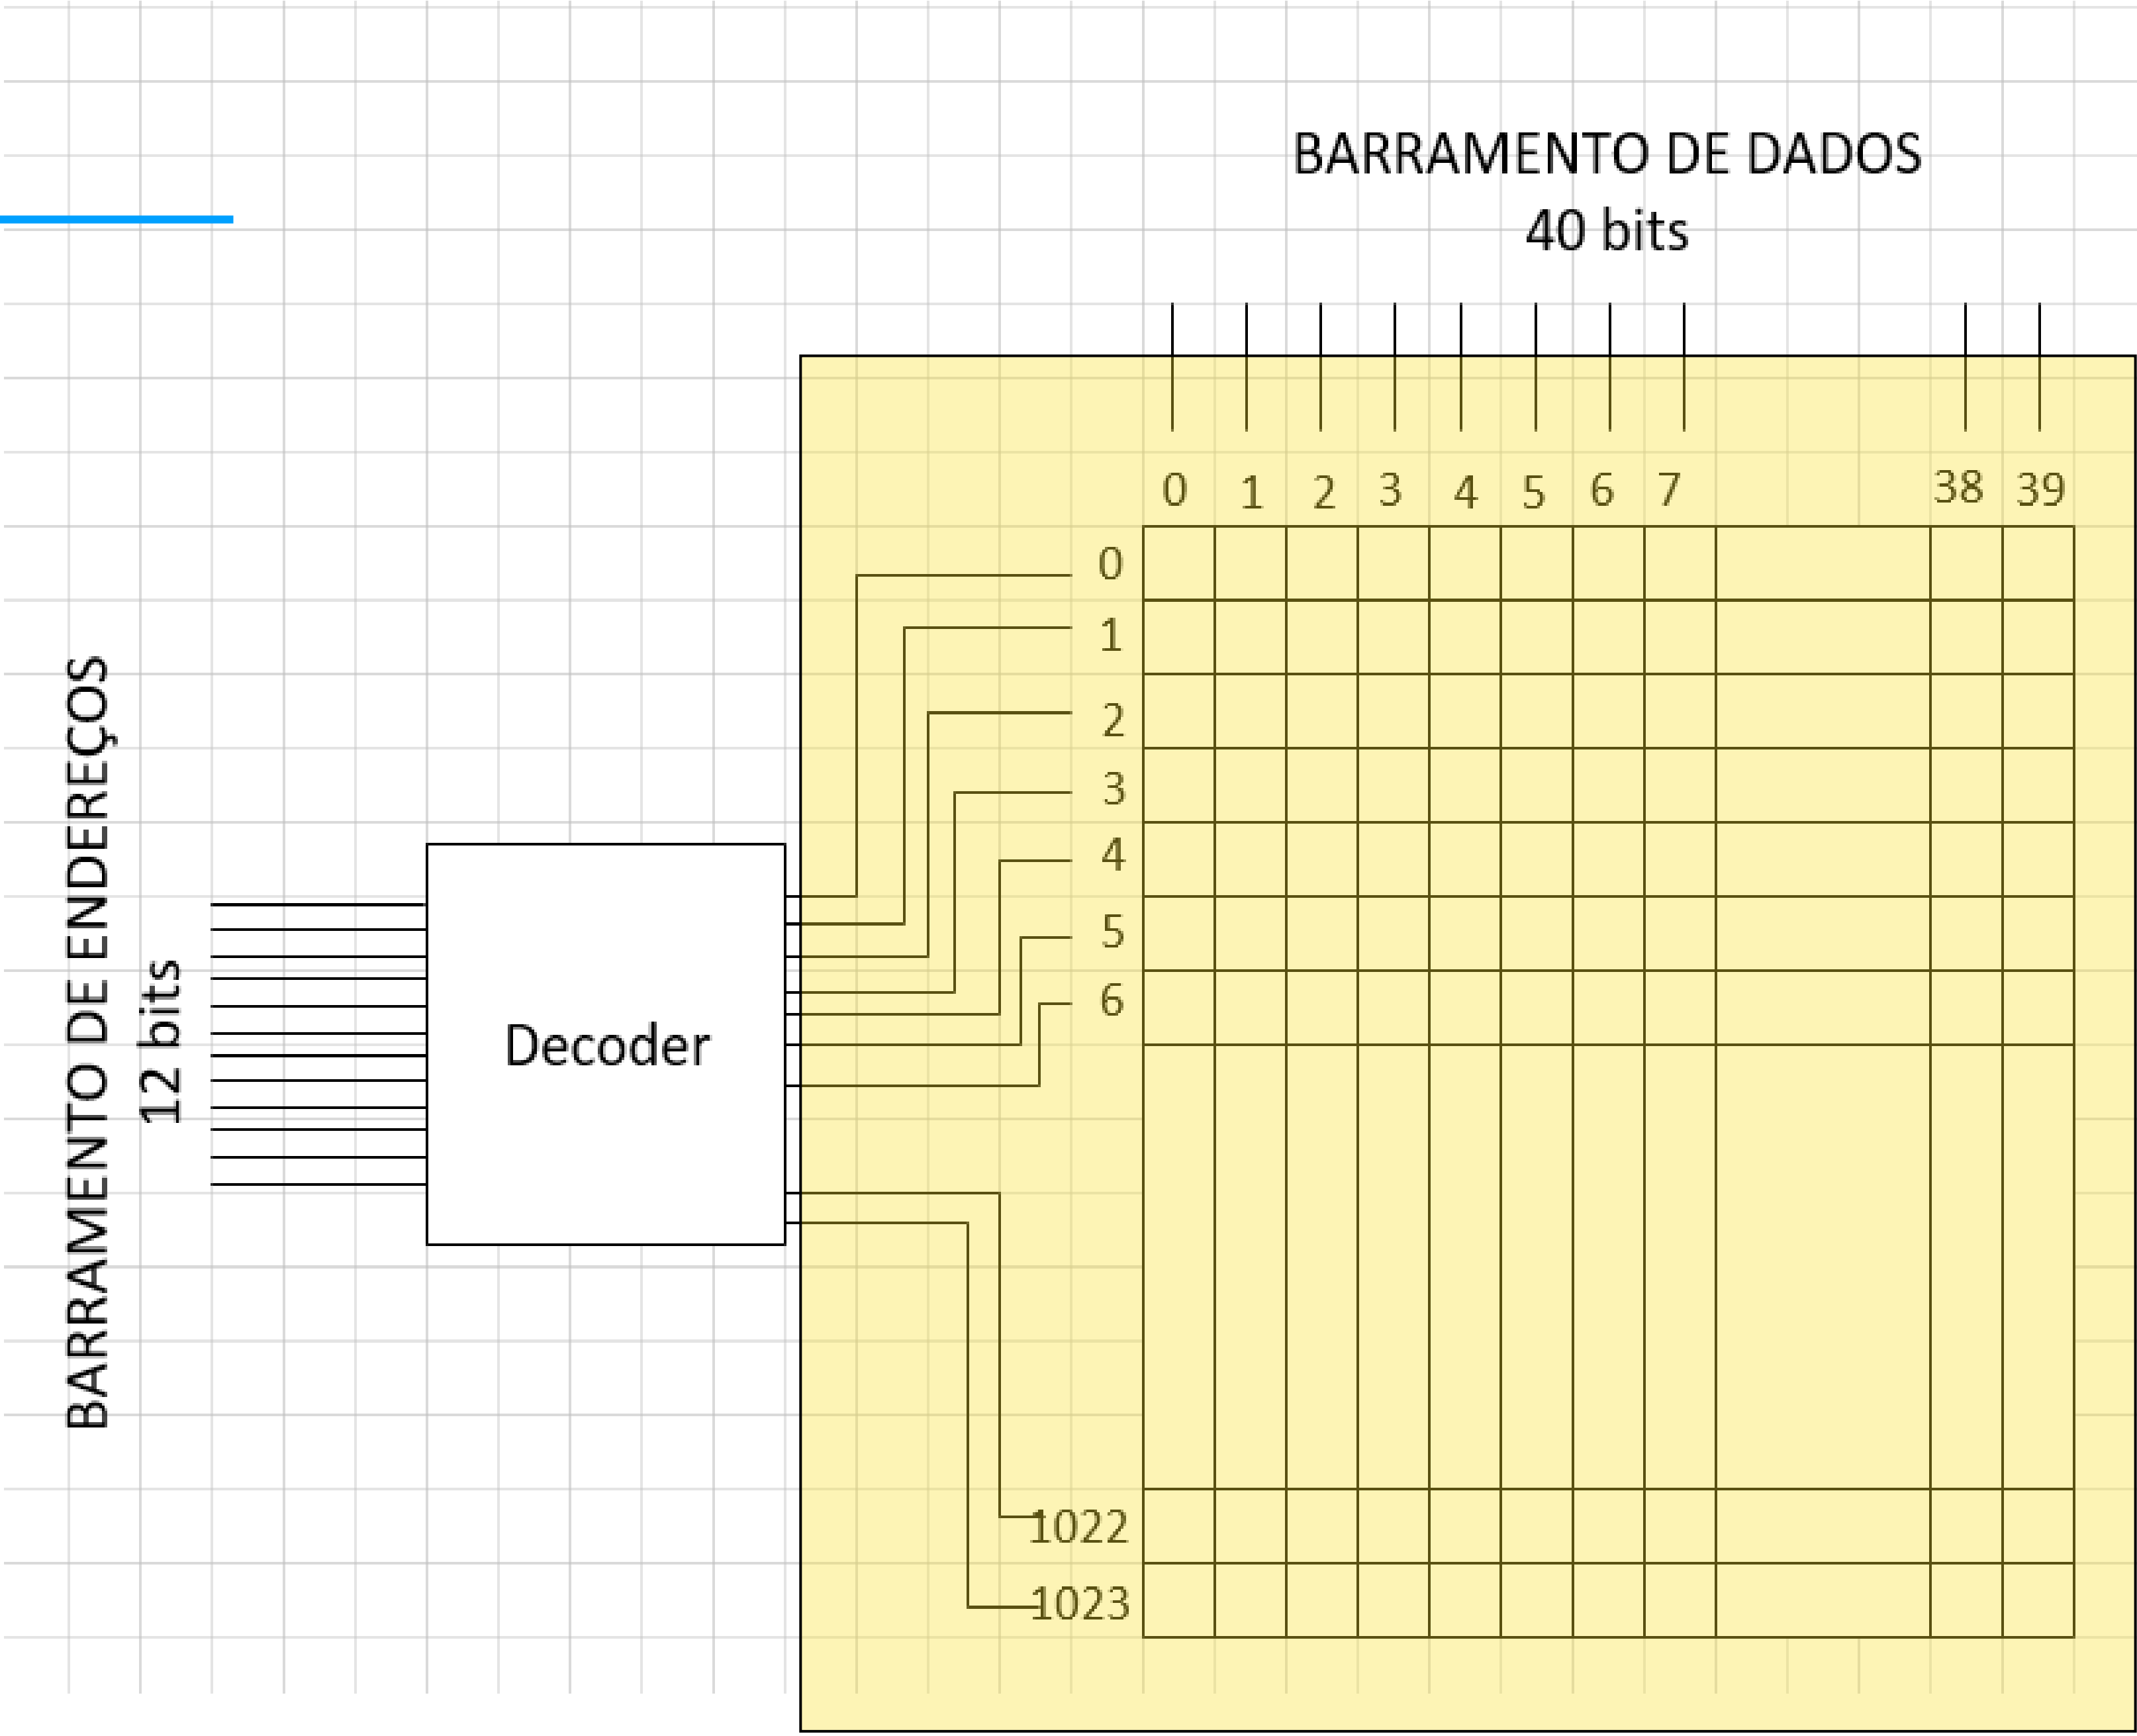 BARRAMENTO DE DADOS
40 bits
0 1 2 3 4 5 6 7 38 39
0
1
2
3
4
5
6
1022
1023
BARRAMENTO DE ENDEREÇOS
12 bits
Decoder